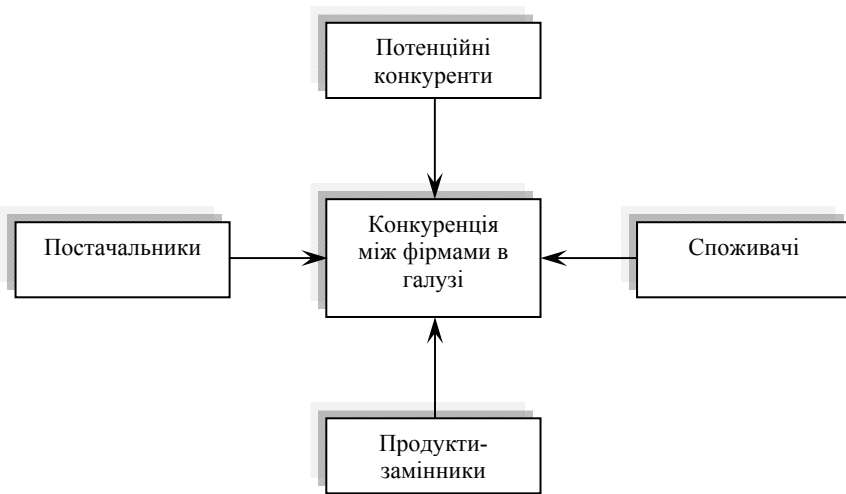 Потенційні
конкуренти
Постачальники
Конкуренція
між фірмами в
галузі
Споживачі
Продукти-
замінники